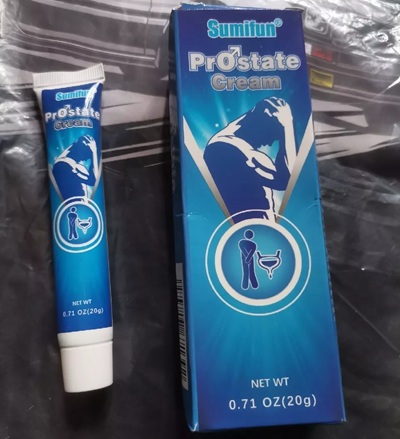 Sumifun®
Prostate
Cream
NET WT
0.71 OZ(20g)
Sumifun®
Prostate
Cream
NET WT
0.71 OZ(20g)